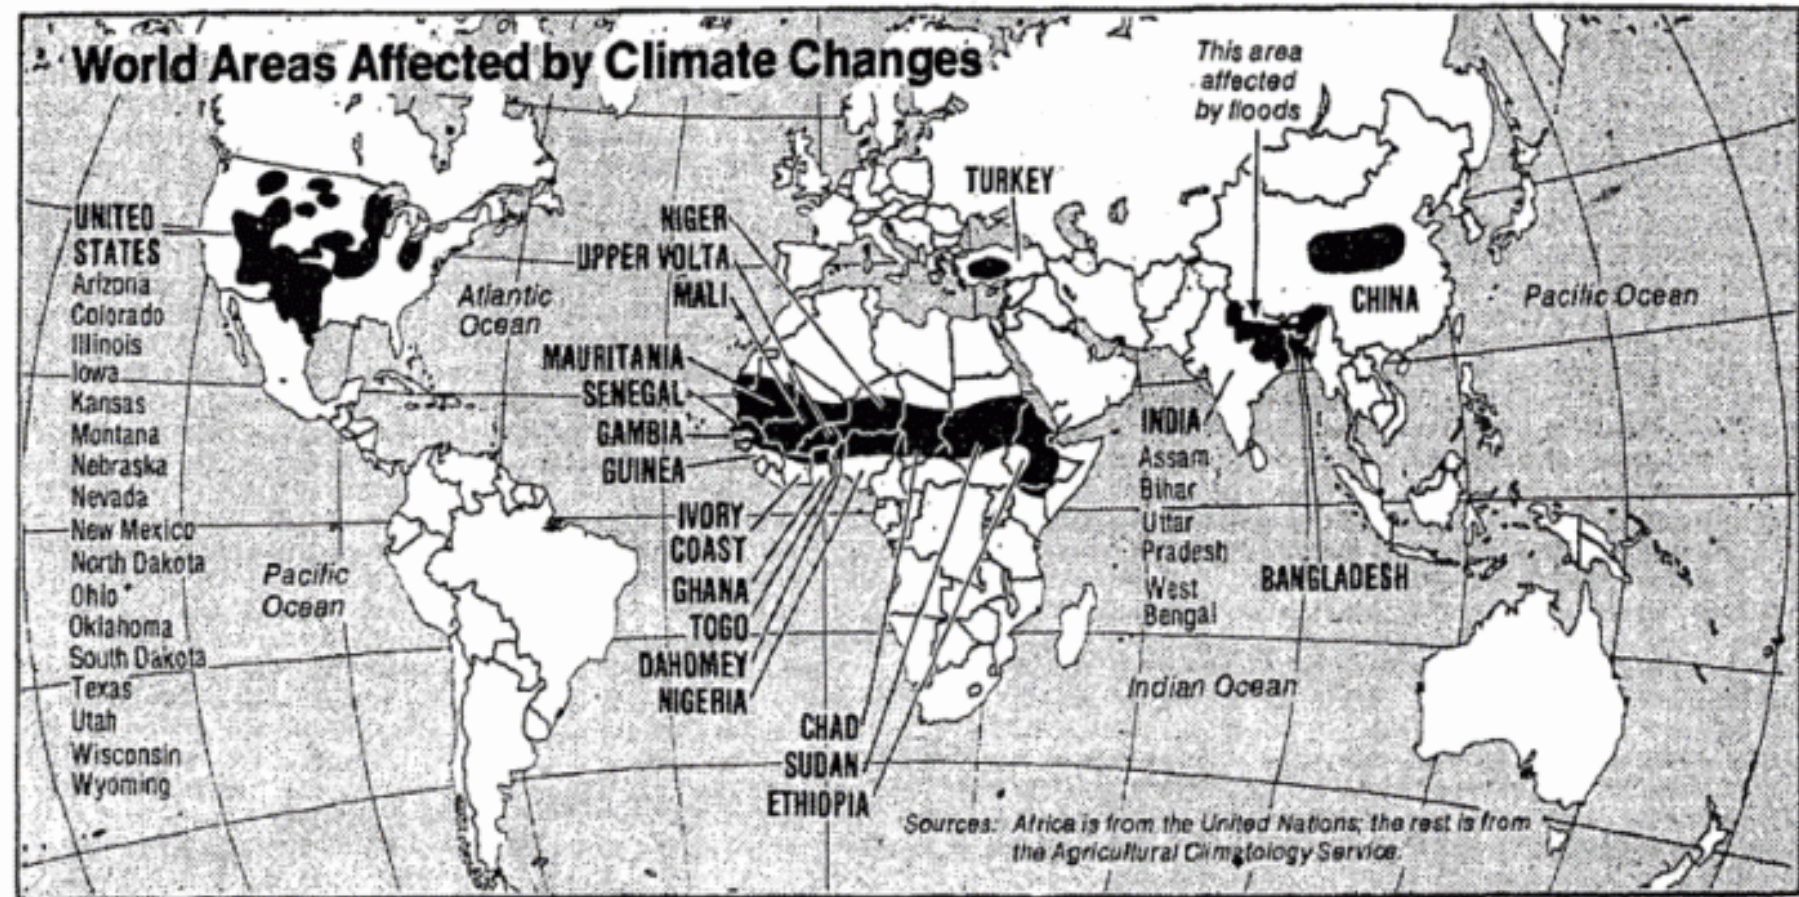 World Areas Affected by Climate Changes
This area
affected
by floods
UNITED
STATES
Arizona
Colorado
Illinois
Iowa
Kansas
Montana
Nebraska
Nevada
New Mexico
North Dakota
Ohio
Oklahoma
South Dakota
Texas
Utah
Wisconsin
Wyoming
Atlantic
Ocean
Pacific
Ocean
NIGER
UPPER VOLTA
MALI
MAURITANIA
SENEGAL
GAMBIA
GUINEA
IVORY
COAST
GHANA
TOGO
DAHOMEY
NIGERIA
CHAD
SUDAN
ETHIOPIA
TURKEY
CHINA
Pacific Ocean
INDIA
Assam
Bihar
Uttar
Pradesh
West
Bengal
BANGLADESH
Indian Ocean
Sources: Africa is from the United Nations; the rest is from
the Agricultural Climatology Service.